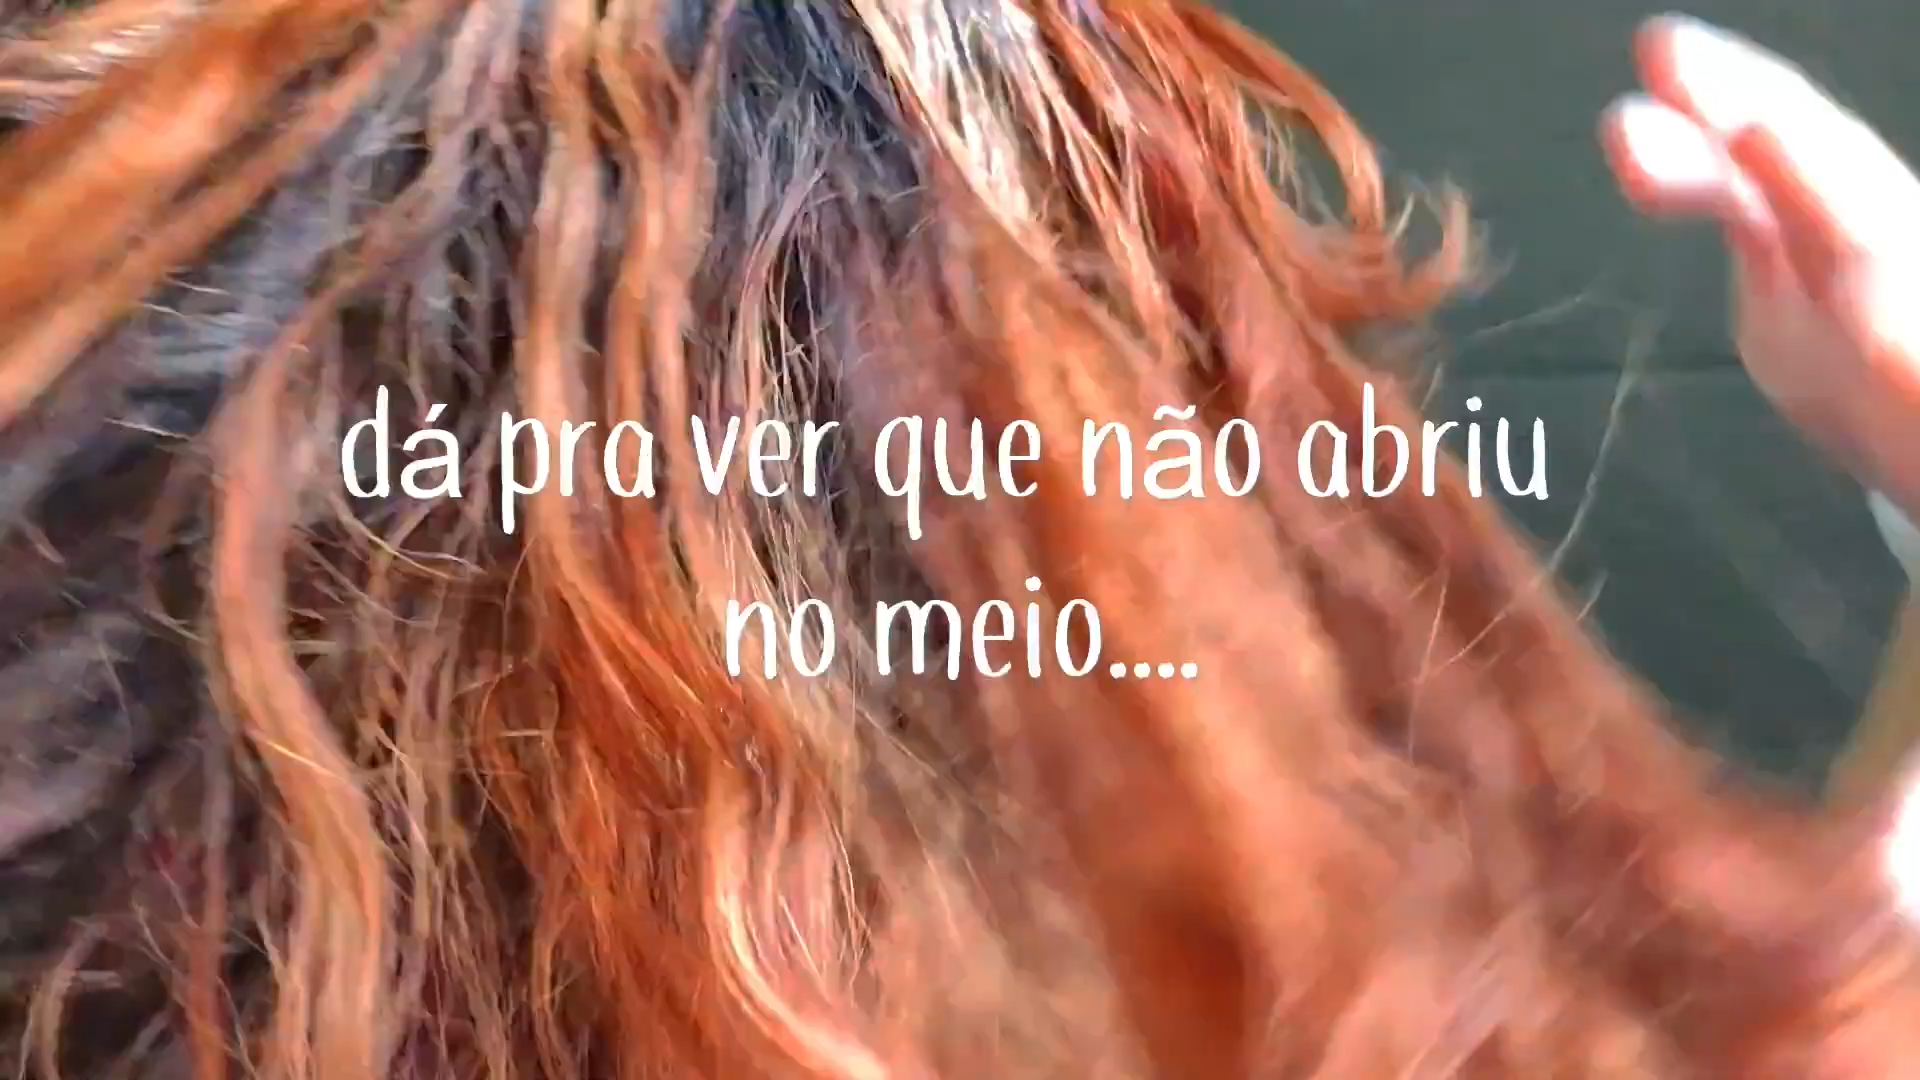 dá pra ver que não abriu
no meio....